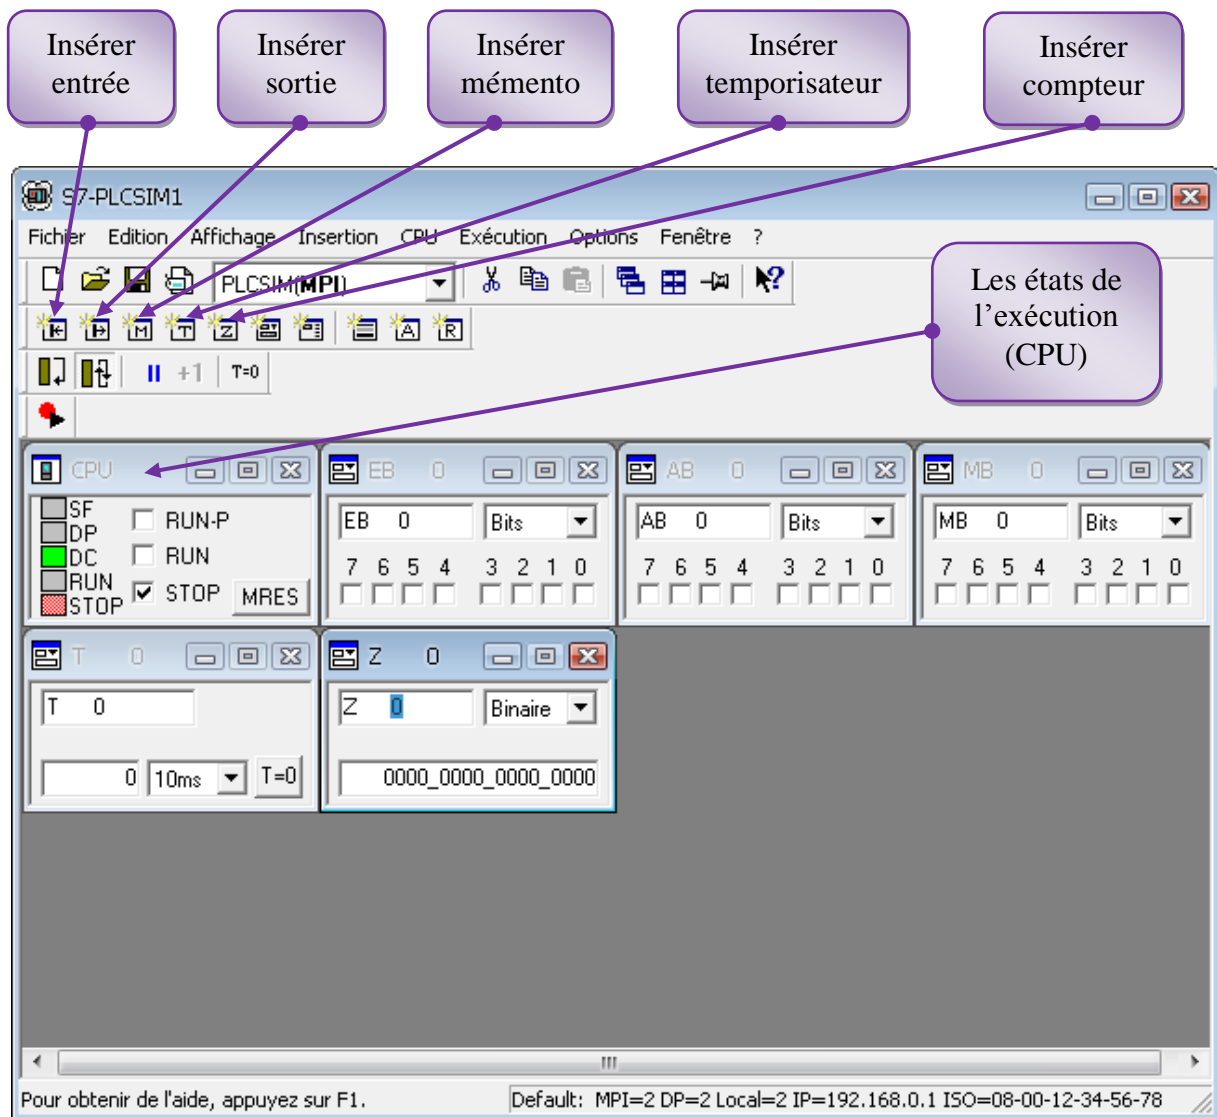 Insérer
entrée
Insérer
sortie
Insérer
mémento
Insérer
temporisateur
Insérer
compteur
S7-PLCSIM1
Fichier Edition Affichage Insertion CPU Exécution Options Fenêtre ?
PLCSIM(MPI)
M T Z A R
+1 T=0
Les états de
l’exécution
(CPU)
CPU
SF
DP
DC
RUN
STOP
RUN-P
RUN
STOP MRES
EB 0
EB 0 Bits
7 6 5 4 3 2 1 0
AB 0
AB 0 Bits
7 6 5 4 3 2 1 0
MB 0
MB 0 Bits
7 6 5 4 3 2 1 0
T 0
T 0
0 10ms T=0
Z 0
Z 0 Binaire
0000_0000_0000_0000
Pour obtenir de l'aide, appuyez sur F1. Default: MPI=2 DP=2 Local=2 IP=192.168.0.1 ISO=08-00-12-34-56-78